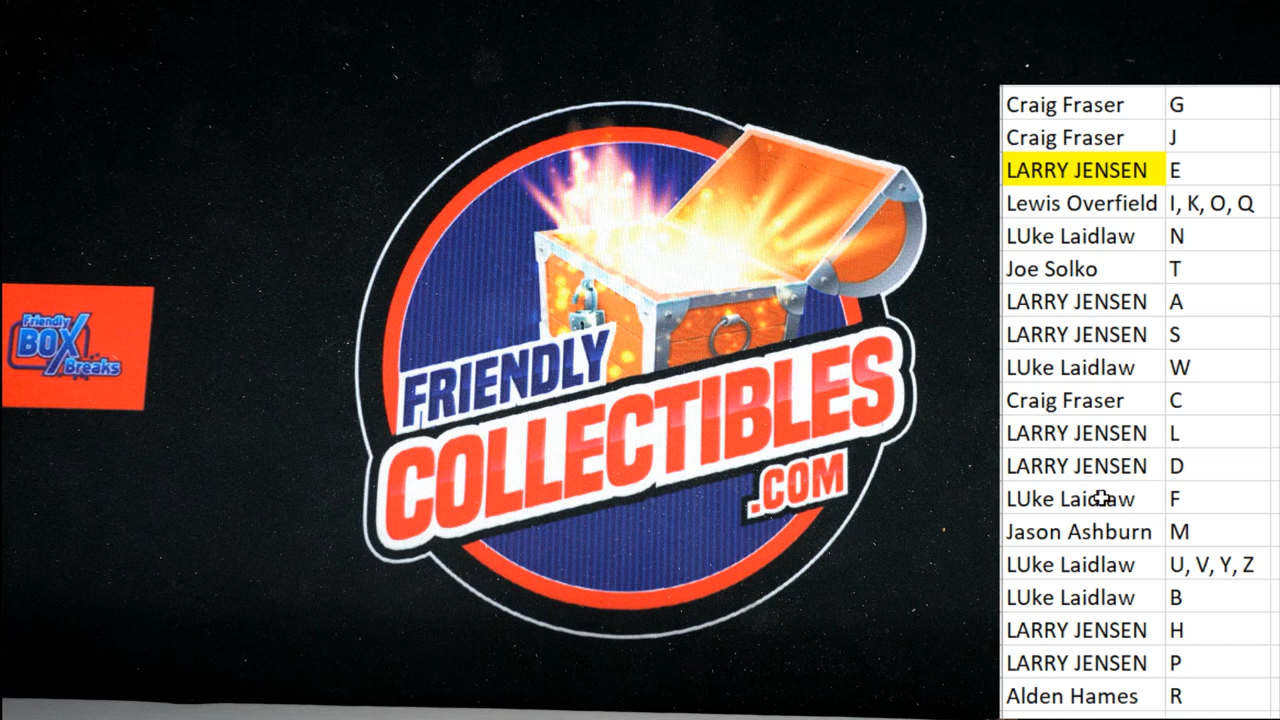 Friendly
BOX
Breaks
FRIENDLY
COLLECTIBLES
.COM
Craig Fraser G
Craig Fraser J
LARRY JENSEN E
Lewis Overfield I, K, O, Q
LUke Laidlaw N
Joe Solko T
LARRY JENSEN A
LARRY JENSEN S
LUke Laidlaw W
Craig Fraser C
LARRY JENSEN L
LARRY JENSEN D
LUke Laidlaw F
Jason Ashburn M
LUke Laidlaw U, V, Y, Z
LUke Laidlaw B
LARRY JENSEN H
LARRY JENSEN P
Alden Hames R